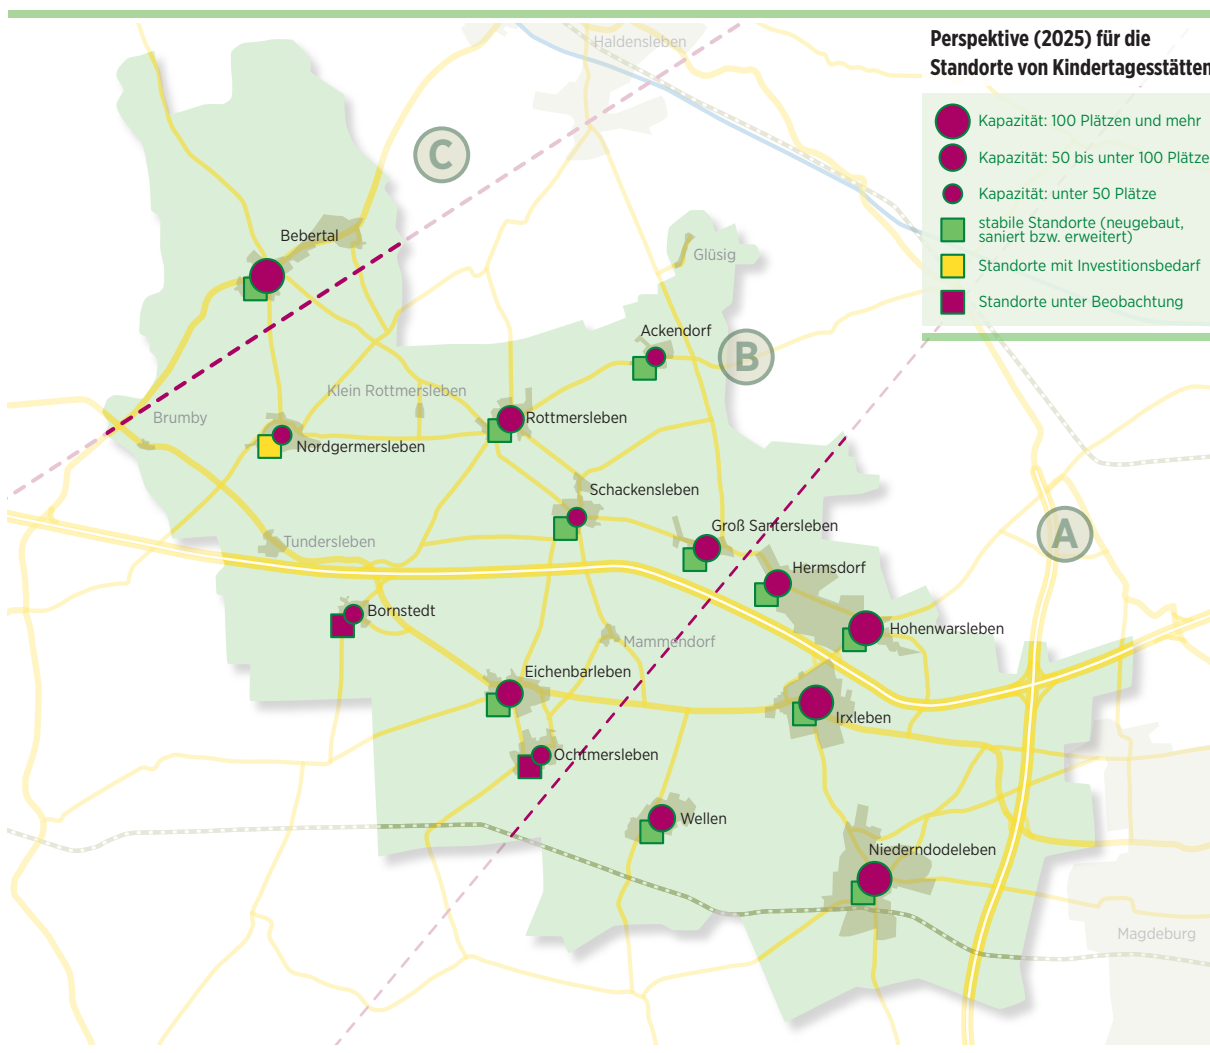 Perspektive (2025) für die
Standorte von Kindertagesstätten
Kapazität: 100 Plätzen und mehr
Kapazität: 50 bis unter 100 Plätze
Kapazität: unter 50 Plätze
stabile Standorte (neugebaut,
saniert bzw. erweitert)
Standorte mit Investitionsbedarf
Standorte unter Beobachtung
Haldensleben
C
Bebertal
Glüsig
Ackendorf
B
Klein Rottmersleben
Brumby
Rottmersleben
Nordgermersleben
Schackensleben
Groß Santersleben
A
Tundersleben
Hermsdorf
Bornstedt
Hohenwarsleben
Mammendorf
Eichenbarleben
Irxleben
Ochtmersleben
Wellen
Niederndodeleben
Magdeburg